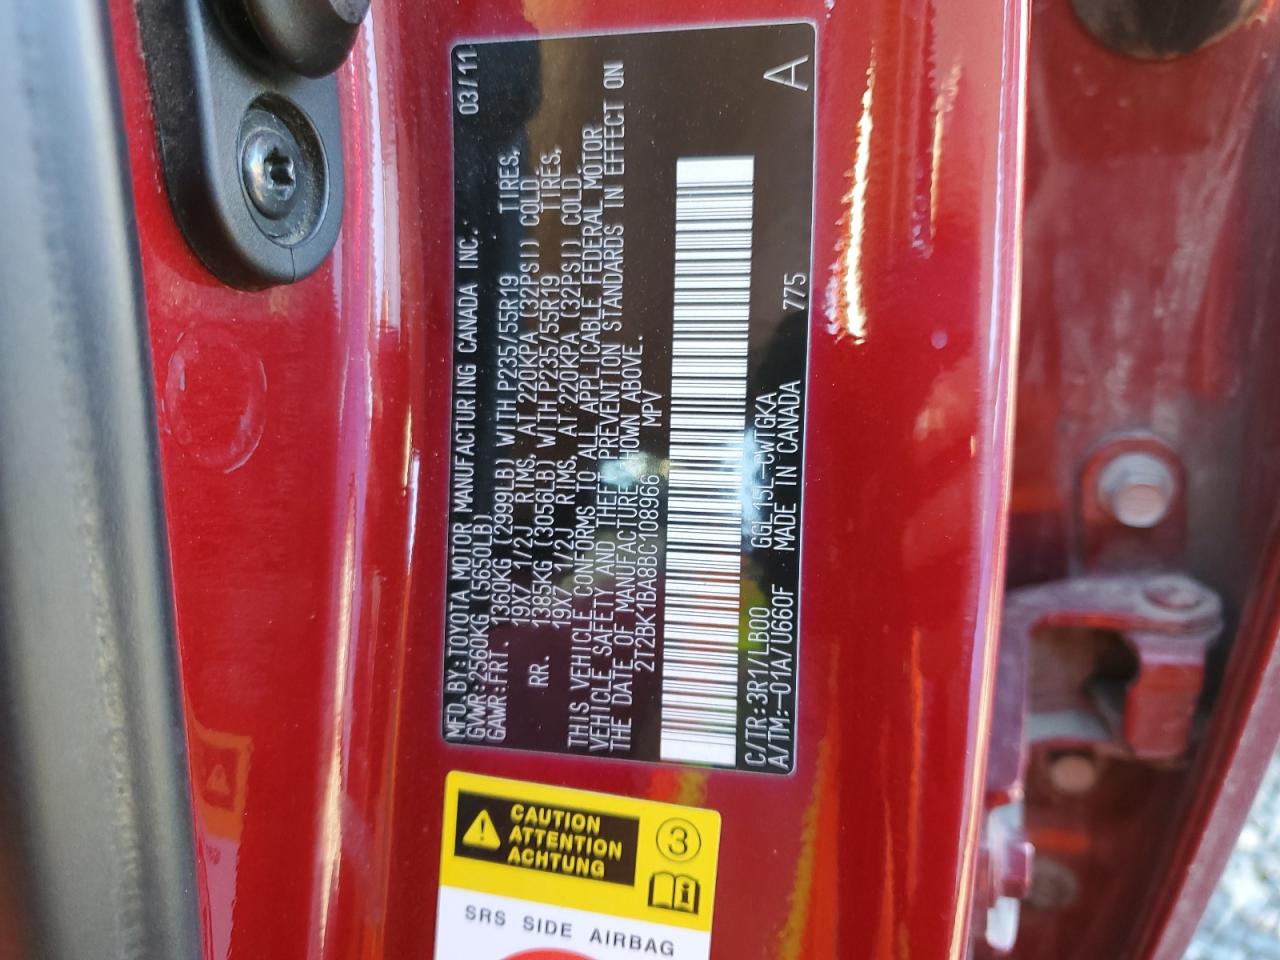 MFD.BY:TOYOTA MOTOR MANUFACTURING CANADA INC. 03/11
GVWR:2560KG (5650LB)
GAWR:FRT. 1360KG (2999LB) WITH P235/55R19 TIRES,
19X7 1/2J RIMS, AT 220KPA (32PSI) COLD
RR. 1385KG (3056LB) WITH P235/55R19 TIRES,
19X7 1/2J RIMS, AT 220KPA (32PSI) COLD.
THIS VEHICLE CONFORMS TO ALL APPLICABLE FEDERAL MOTOR
VEHICLE SAFETY AND THEFT PREVENTION STANDARDS IN EFFECT ON
THE DATE OF MANUFACTURE SHOWN ABOVE.
2T2BK1BA8BC108966 MPV
C/TR:3R1/LB00 GGL15L-CWTGKA 775
A/TM:-01A/U660F MADE IN CANADA
A
CAUTION
ATTENTION
ACHTUNG
3
i
SRS SIDE AIRBAG